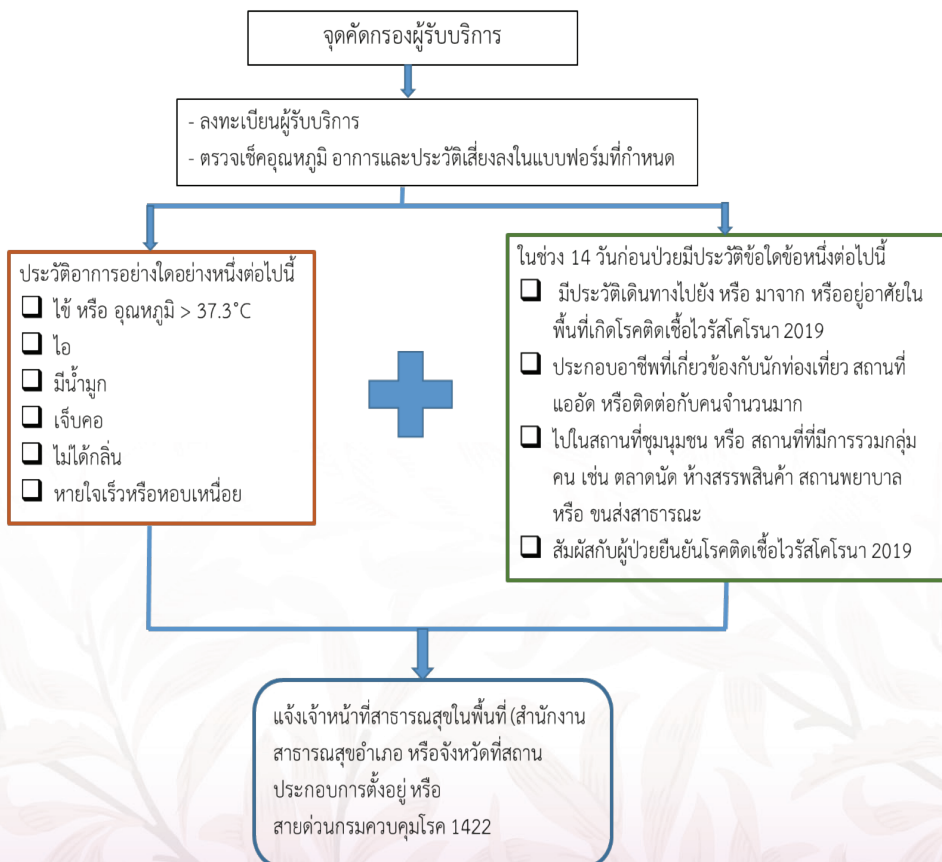 จุดคัดกรองผู้รับบริการ
- ลงทะเบียนผู้รับบริการ
- ตรวจเช็คอุณหภูมิ อาการและประวัติเสี่ยงลงในแบบฟอร์มที่กำหนด
ประวัติอาการอย่างใดอย่างหนึ่งต่อไปนี้
ไข้ หรือ อุณหภูมิ > 37.3°C
ไอ
มีน้ำมูก
เจ็บคอ
ไม่ได้กลิ่น
หายใจเร็วหรือหอบเหนื่อย
ในช่วง 14 วันก่อนป่วยมีประวัติข้อใดข้อหนึ่งต่อไปนี้
มีประวัติเดินทางไปยัง หรือ มาจาก หรืออยู่อาศัยใน
พื้นที่เกิดโรคติดเชื้อไวรัสโคโรนา 2019
ประกอบอาชีพที่เกี่ยวข้องกับนักท่องเที่ยว สถานที่
แออัด หรือติดต่อกับคนจำนวนมาก
ไปในสถานที่ชุมนุมชน หรือ สถานที่ที่มีการรวมกลุ่ม
คน เช่น ตลาดนัด ห้างสรรพสินค้า สถานพยาบาล
หรือ ขนส่งสาธารณะ
สัมผัสกับผู้ป่วยยืนยันโรคติดเชื้อไวรัสโคโรนา 2019
แจ้งเจ้าหน้าที่สาธารณสุขในพื้นที่ (สำนักงาน
สาธารณสุขอำเภอ หรือจังหวัดที่สถาน
ประกอบการตั้งอยู่ หรือ
สายด่วนกรมควบคุมโรค 1422